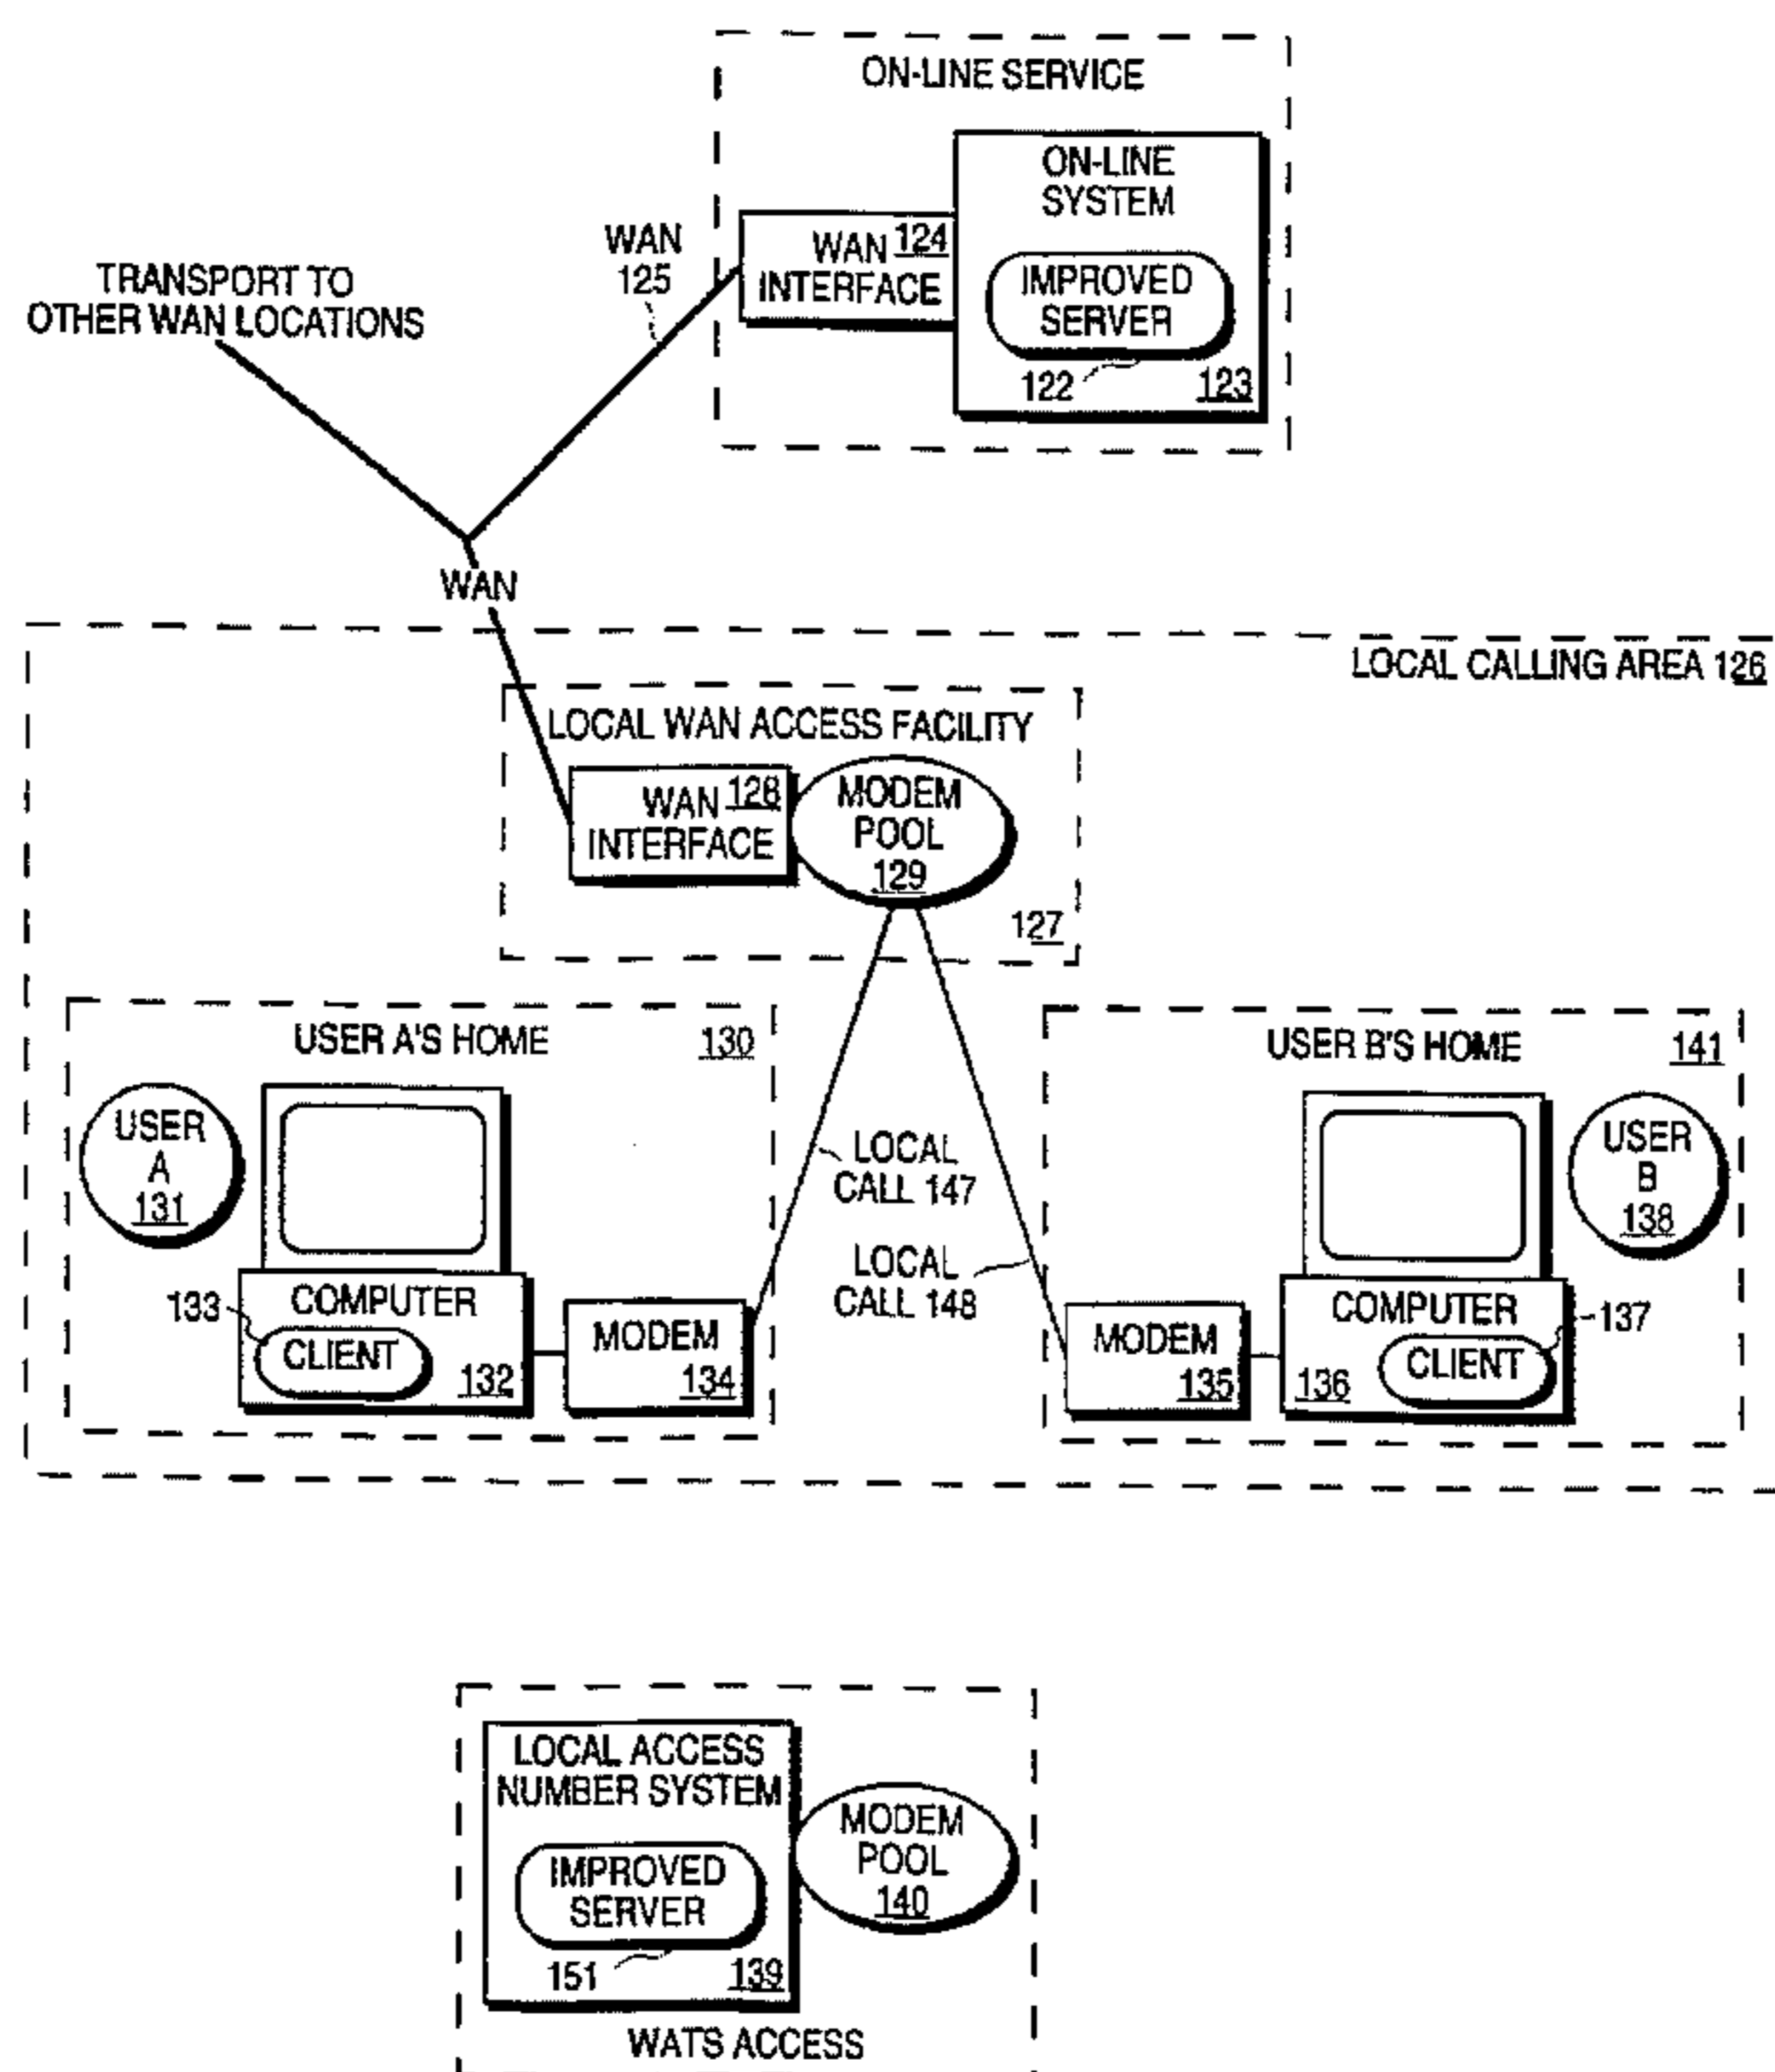 ON-LINE SERVICE
ON-LINE
SYSTEM
WAN 124
INTERFACE
IMPROVED
SERVER
122
123
WAN
125
TRANSPORT TO
OTHER WAN LOCATIONS
WAN
LOCAL CALLING AREA 126
LOCAL WAN ACCESS FACILITY
WAN 128
INTERFACE
MODEM
POOL
129
127
USER A'S HOME
130
USER
A
131
COMPUTER
133
CLIENT
132
MODEM
134
LOCAL
CALL 147
LOCAL
CALL 148
USER B'S HOME
141
USER
B
138
MODEM
135
COMPUTER
137
136
CLIENT
LOCAL ACCESS
NUMBER SYSTEM
IMPROVED
SERVER
151
139
MODEM
POOL
140
WATS ACCESS